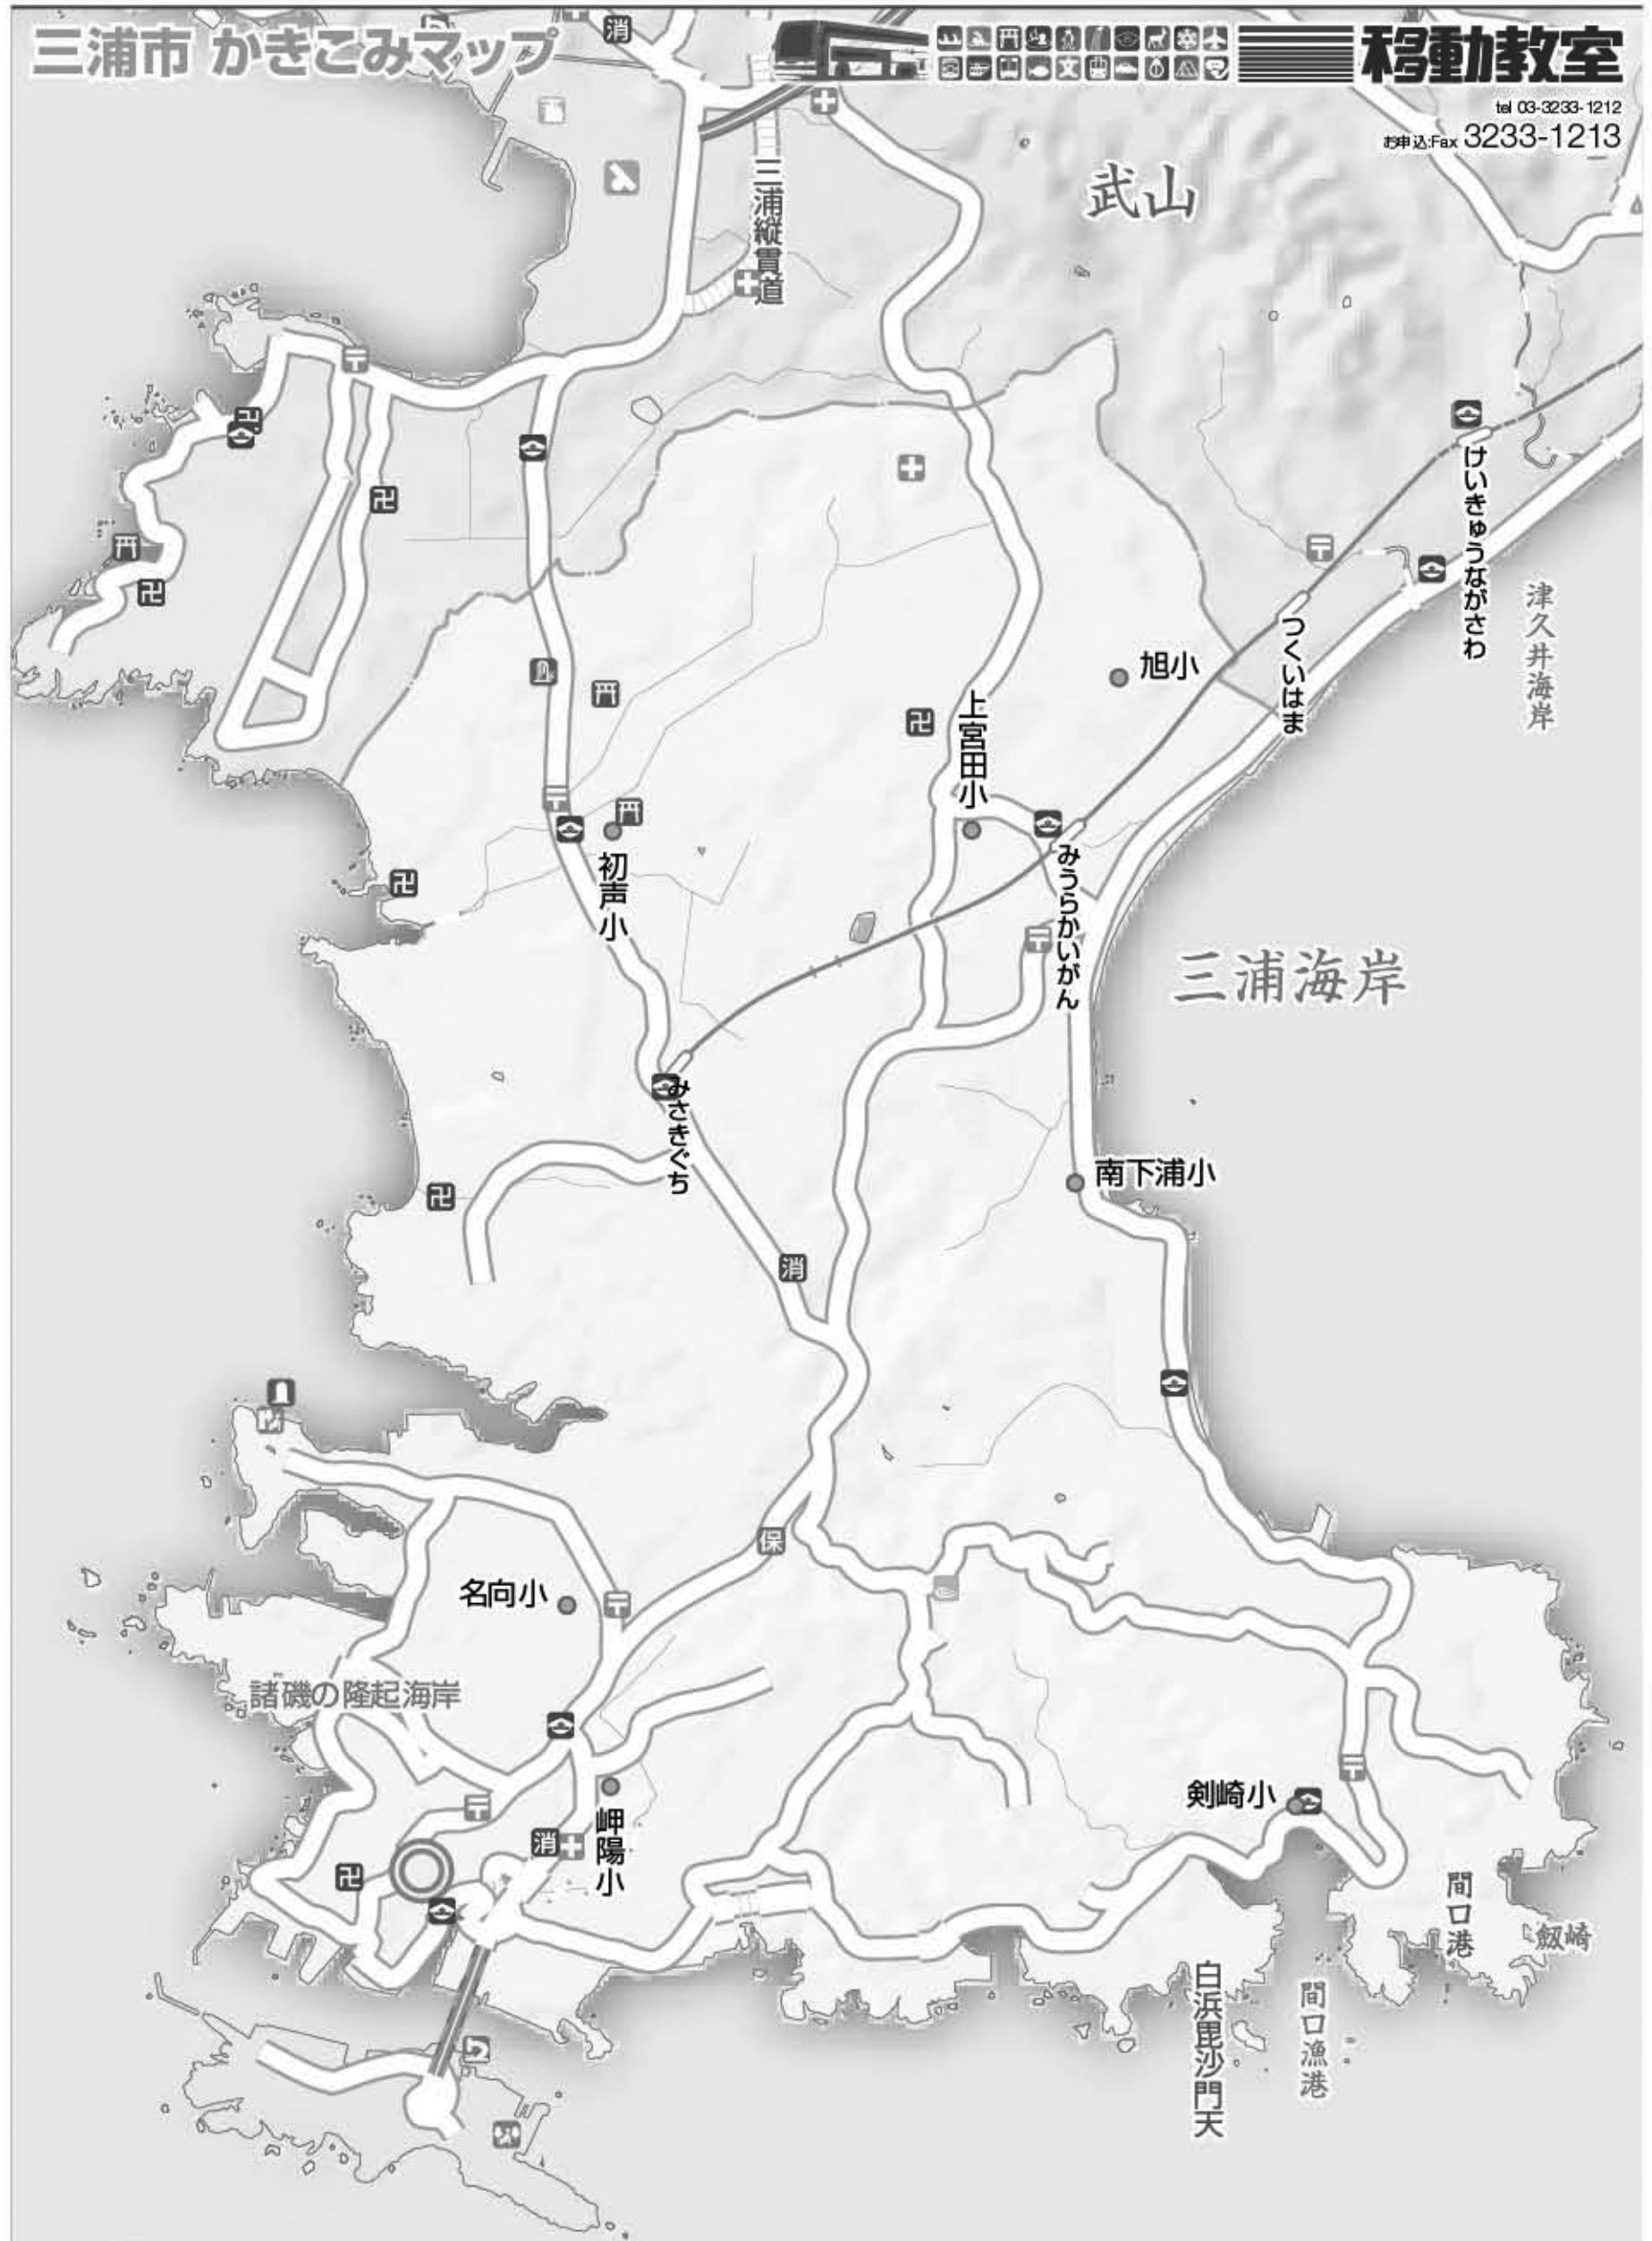 三浦市 かきこみマップ
移動教室
tel 03-3233-1212
お申込:Fax 3233-1213
消
武山
三浦縦貫道
けいきゅうながさわ
津久井海岸
つくいはま
旭小
上宮田小
初声小
みうらかいがん
三浦海岸
みさきぐち
南下浦小
消
保
名向小
諸磯の隆起海岸
剣崎小
岬陽小
消
間口港
剱崎
白浜毘沙門天
間口漁港